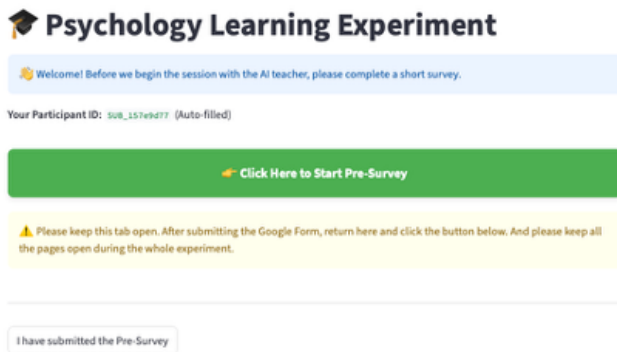 🎓 Psychology Learning Experiment
👋 Welcome! Before we begin the session with the AI teacher, please complete a short survey.
Your Participant ID: SUB_157e9d77 (Auto-filled)
👉 Click Here to Start Pre-Survey
⚠️ Please keep this tab open. After submitting the Google Form, return here and click the button below. And please keep all
the pages open during the whole experiment.
I have submitted the Pre-Survey